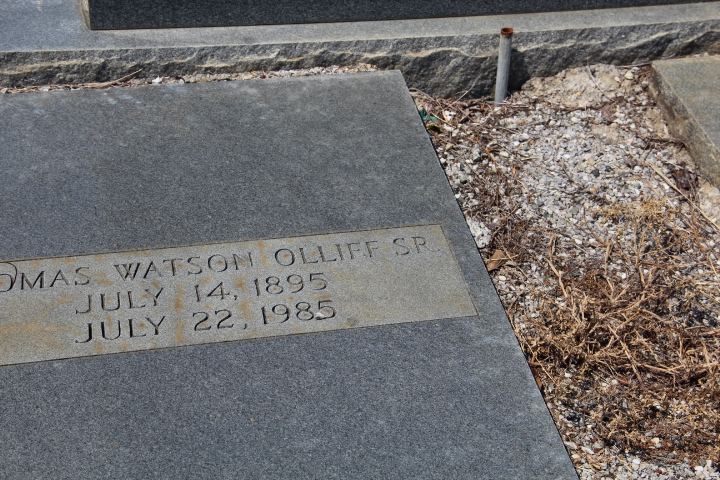 OMAS WATSON OLLIFF SR.
JULY 14, 1895
JULY 22, 1985